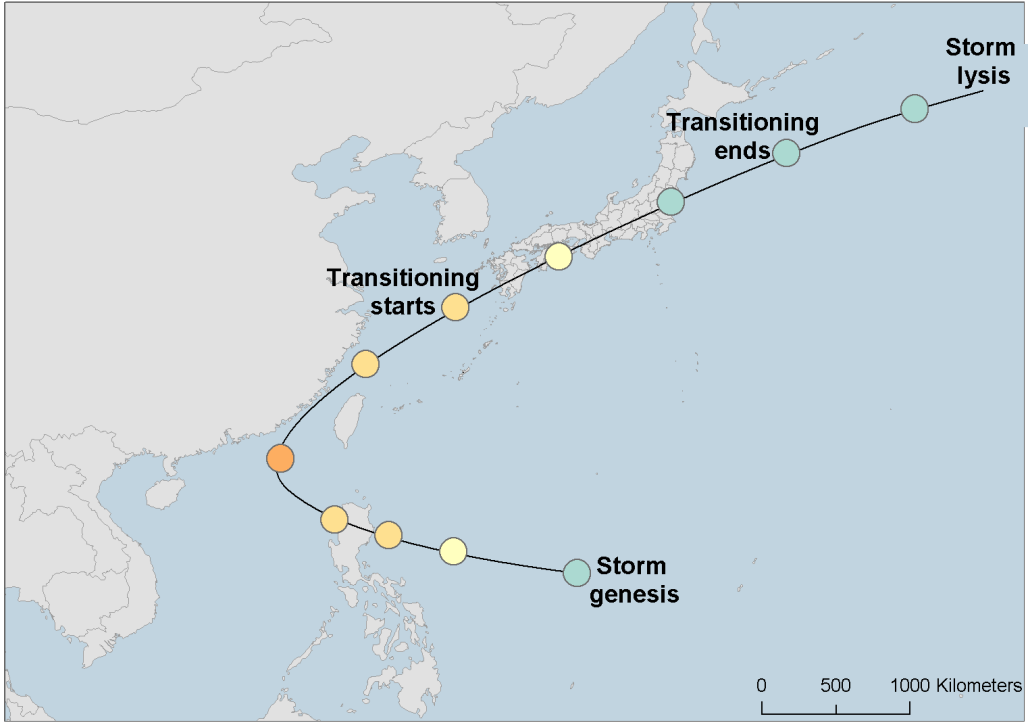 Storm
lysis
Transitioning
ends
Transitioning
starts
Storm
genesis
0 500 1000 Kilometers